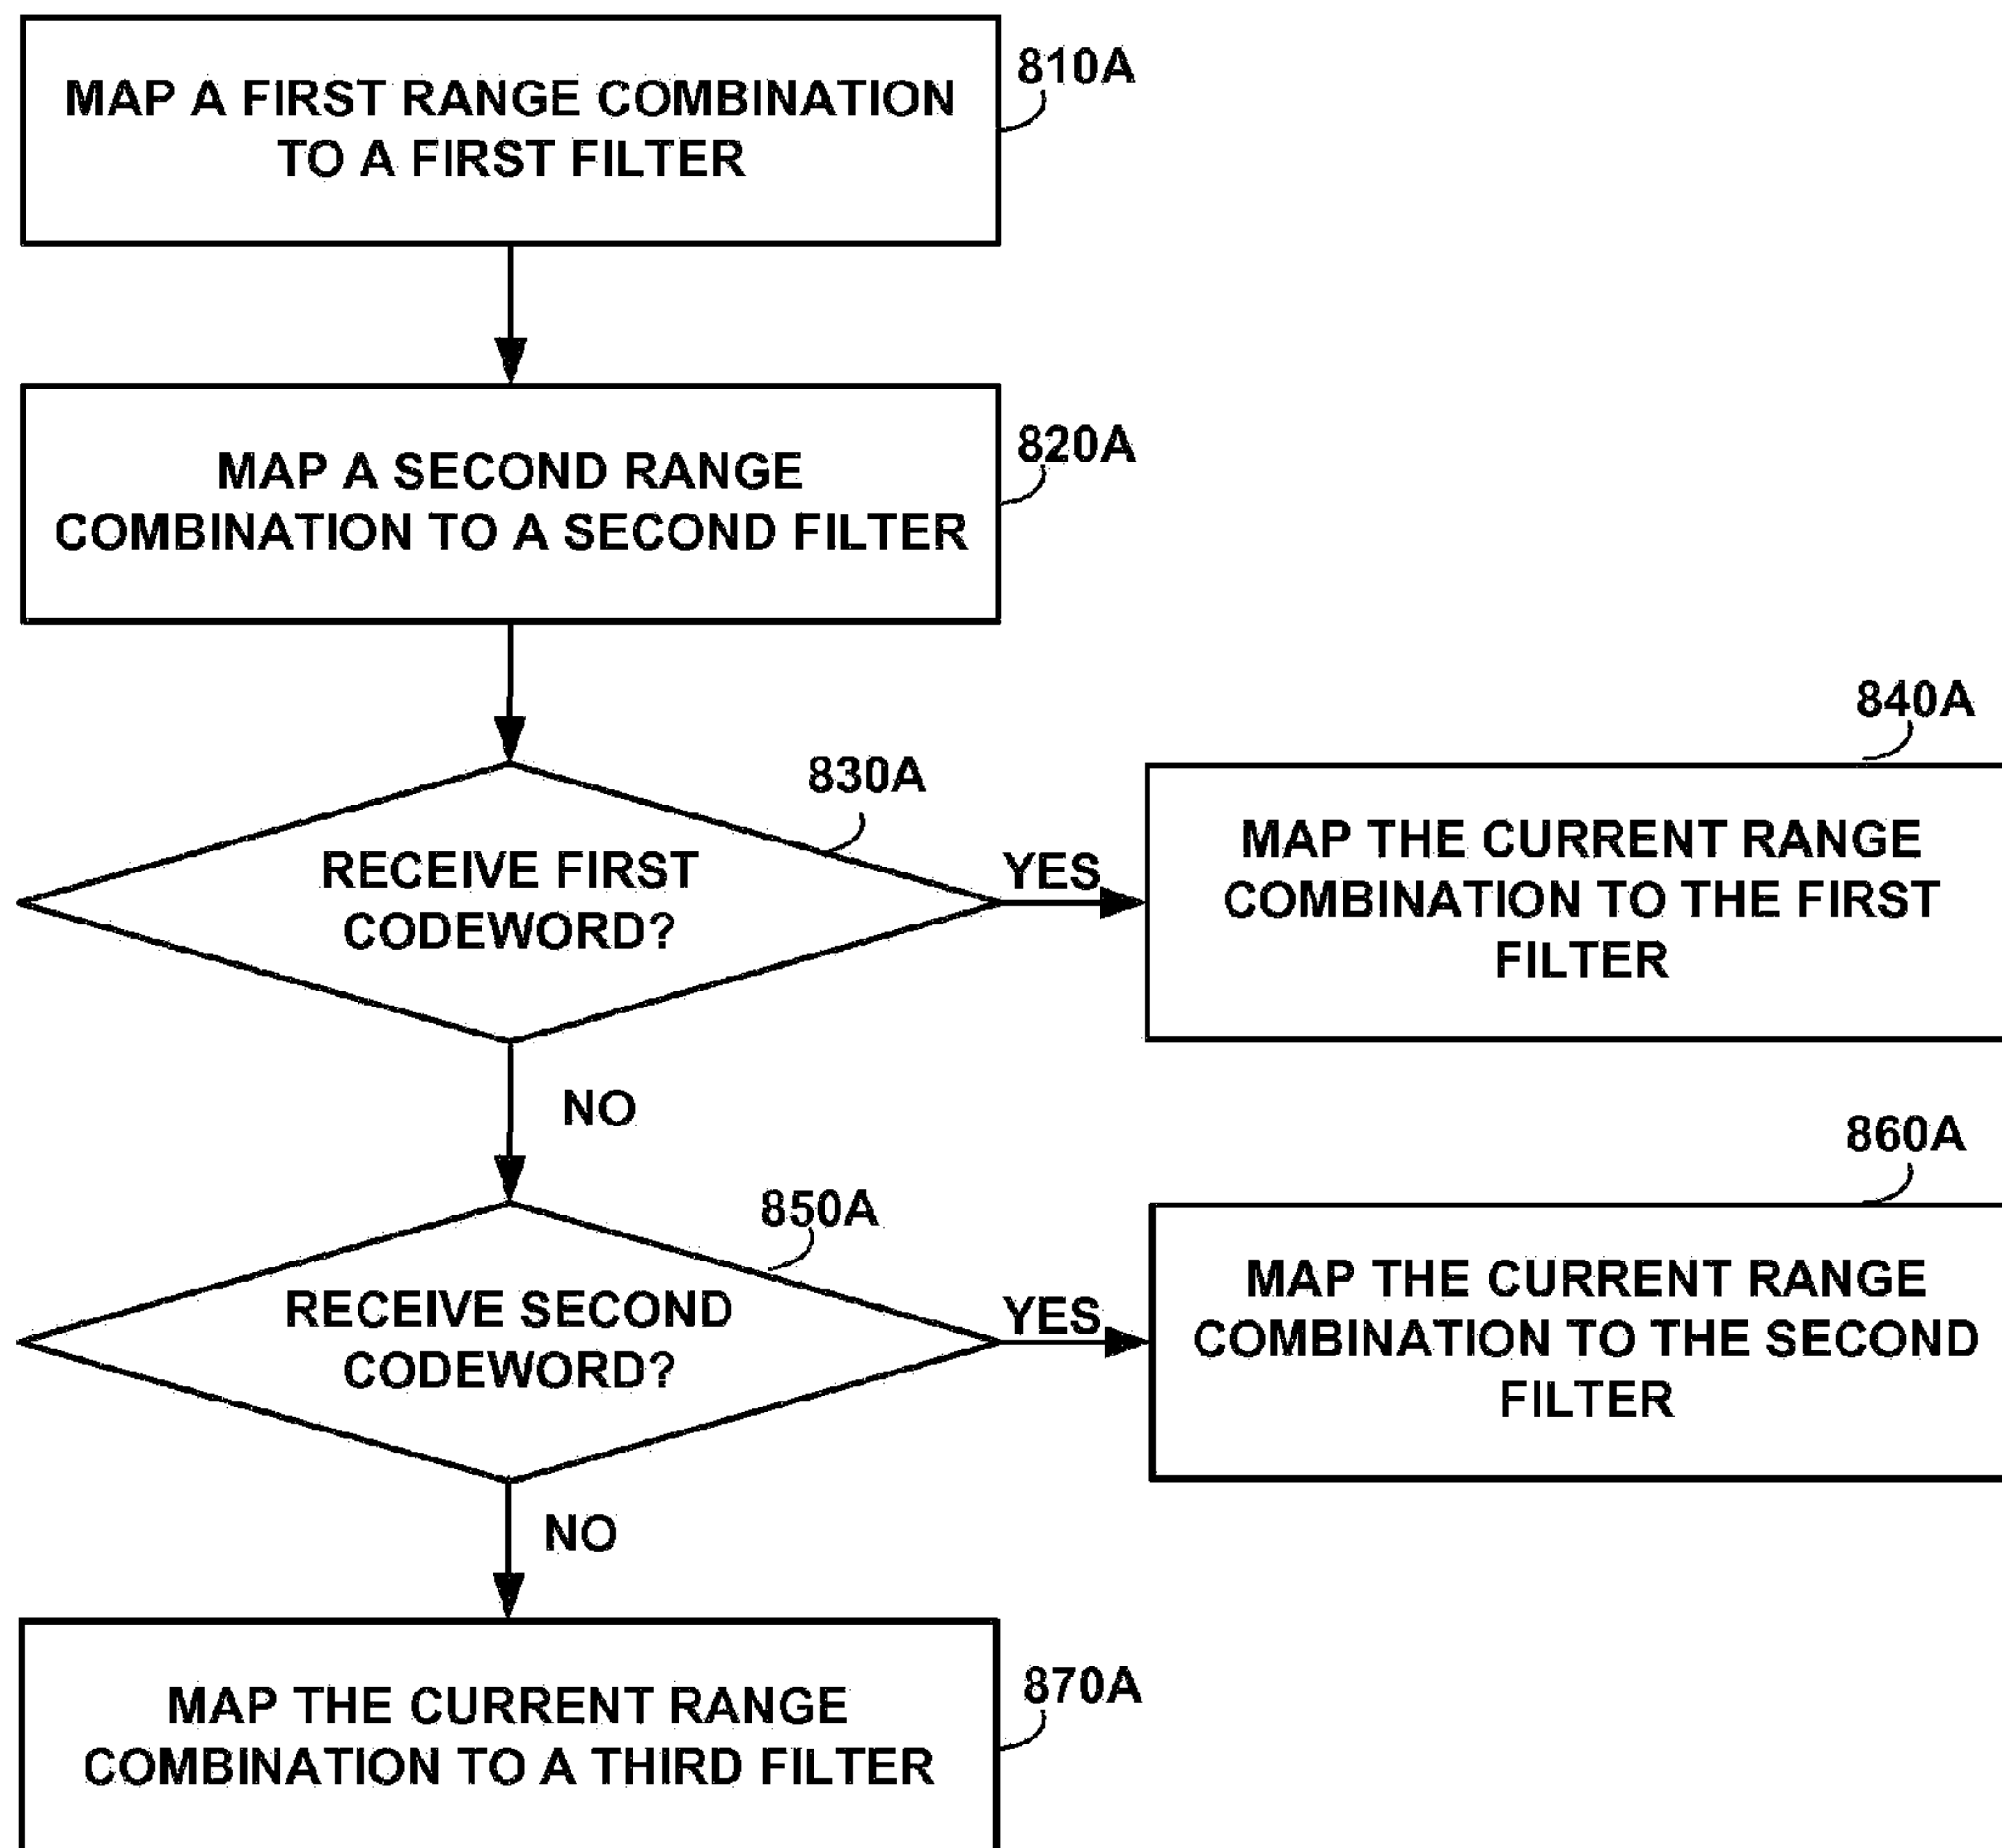 MAP A FIRST RANGE COMBINATION
TO A FIRST FILTER
810A
MAP A SECOND RANGE
COMBINATION TO A SECOND FILTER
820A
RECEIVE FIRST
CODEWORD?
830A
YES
840A
MAP THE CURRENT RANGE
COMBINATION TO THE FIRST
FILTER
NO
RECEIVE SECOND
CODEWORD?
850A
YES
860A
MAP THE CURRENT RANGE
COMBINATION TO THE SECOND
FILTER
NO
MAP THE CURRENT RANGE
COMBINATION TO A THIRD FILTER
870A